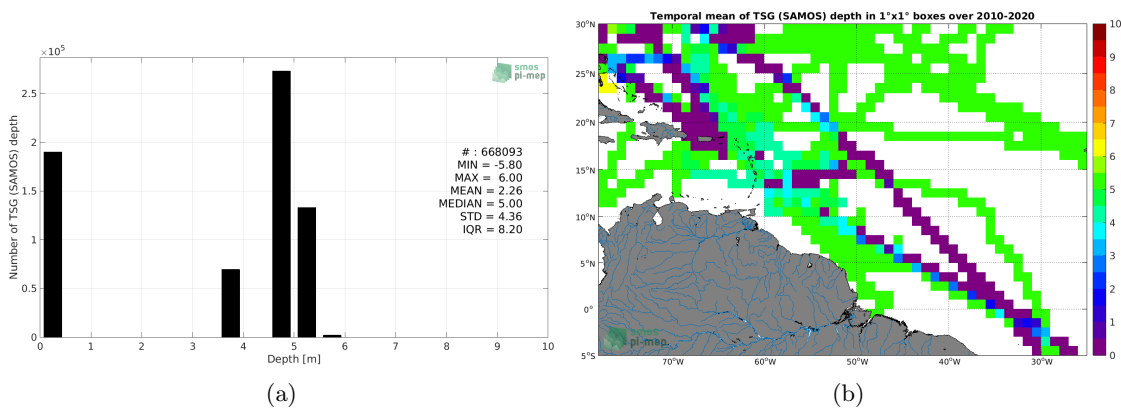 ×10⁵
2.5
2
1.5
1
0.5
0
Number of TSG (SAMOS) depth
smos
pi-mep
# : 668093
MIN = -5.80
MAX = 6.00
MEAN = 2.26
MEDIAN = 5.00
STD = 4.36
IQR = 8.20
0 1 2 3 4 5 6 7 8 9 10
Depth [m]
(a)
Temporal mean of TSG (SAMOS) depth in 1°x1° boxes over 2010-2020
30°N
25°N
20°N
15°N
10°N
5°N
0°
5°S
70°W 60°W 50°W 40°W 30°W
smos
pi-mep
10
9
8
7
6
5
4
3
2
1
0
(b)